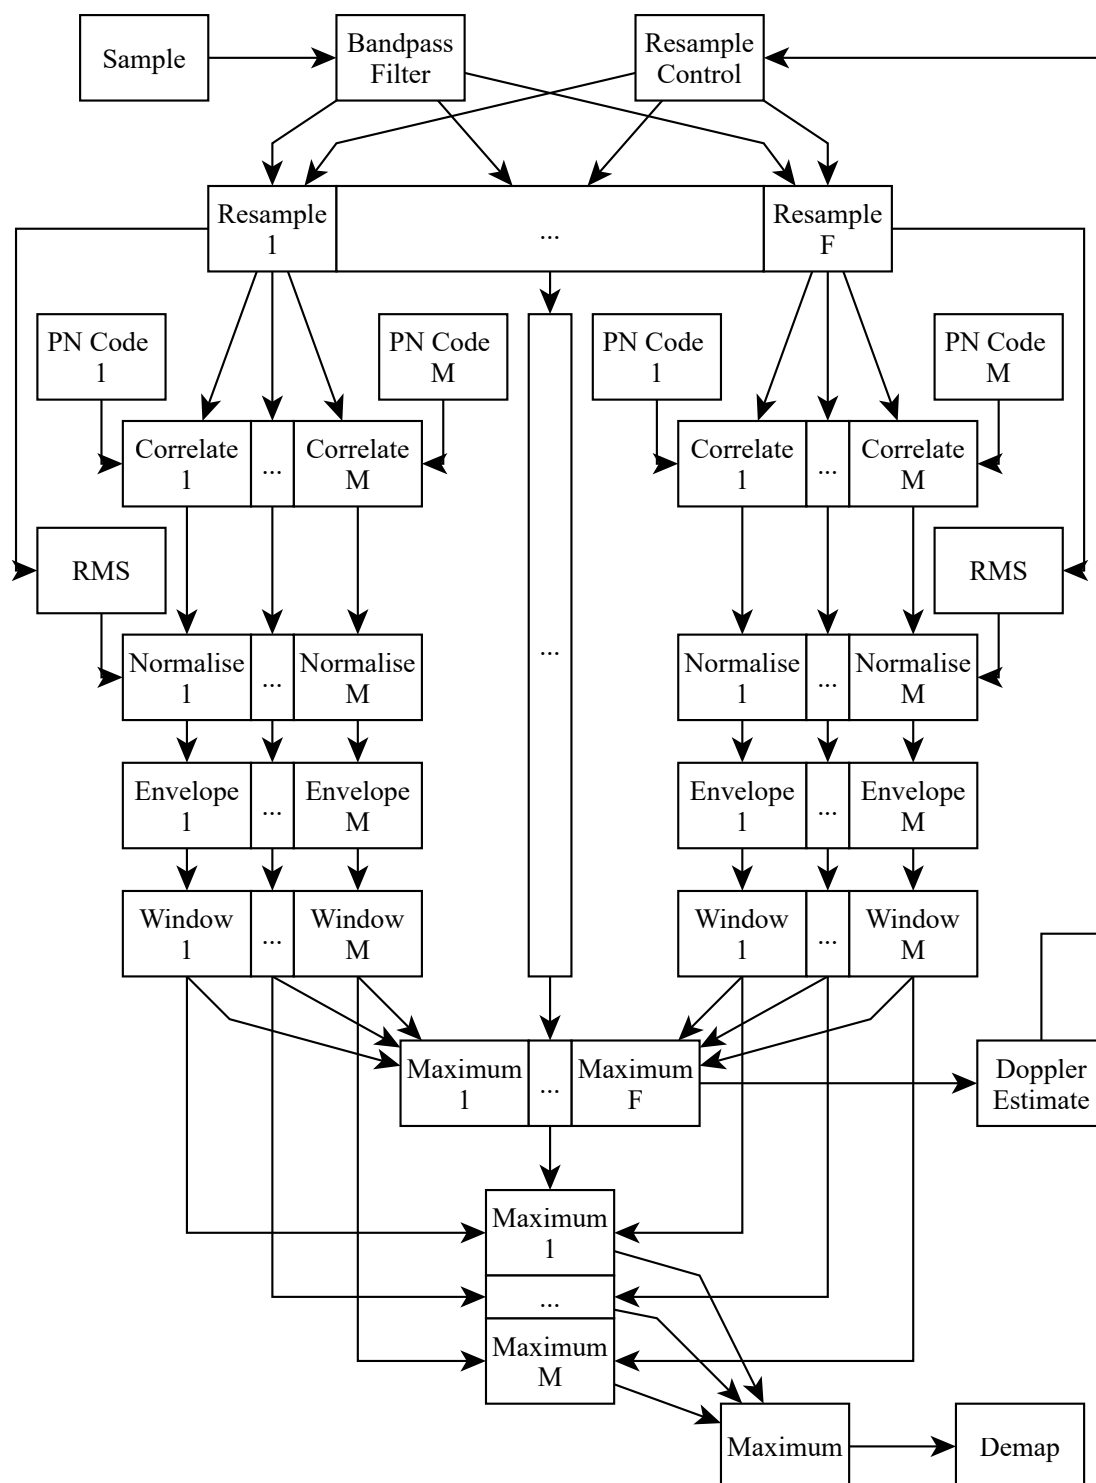 Sample
Bandpass
Filter
Resample
Control
Resample
1
...
Resample
F
PN Code
1
PN Code
M
PN Code
1
PN Code
M
Correlate
1
...
Correlate
M
Correlate
1
...
Correlate
M
RMS
RMS
...
Normalise
1
...
Normalise
M
Normalise
1
...
Normalise
M
Envelope
1
...
Envelope
M
Envelope
1
...
Envelope
M
Window
1
...
Window
M
Window
1
...
Window
M
Maximum
1
...
Maximum
F
Doppler
Estimate
Maximum
1
...
Maximum
M
Maximum
Demap